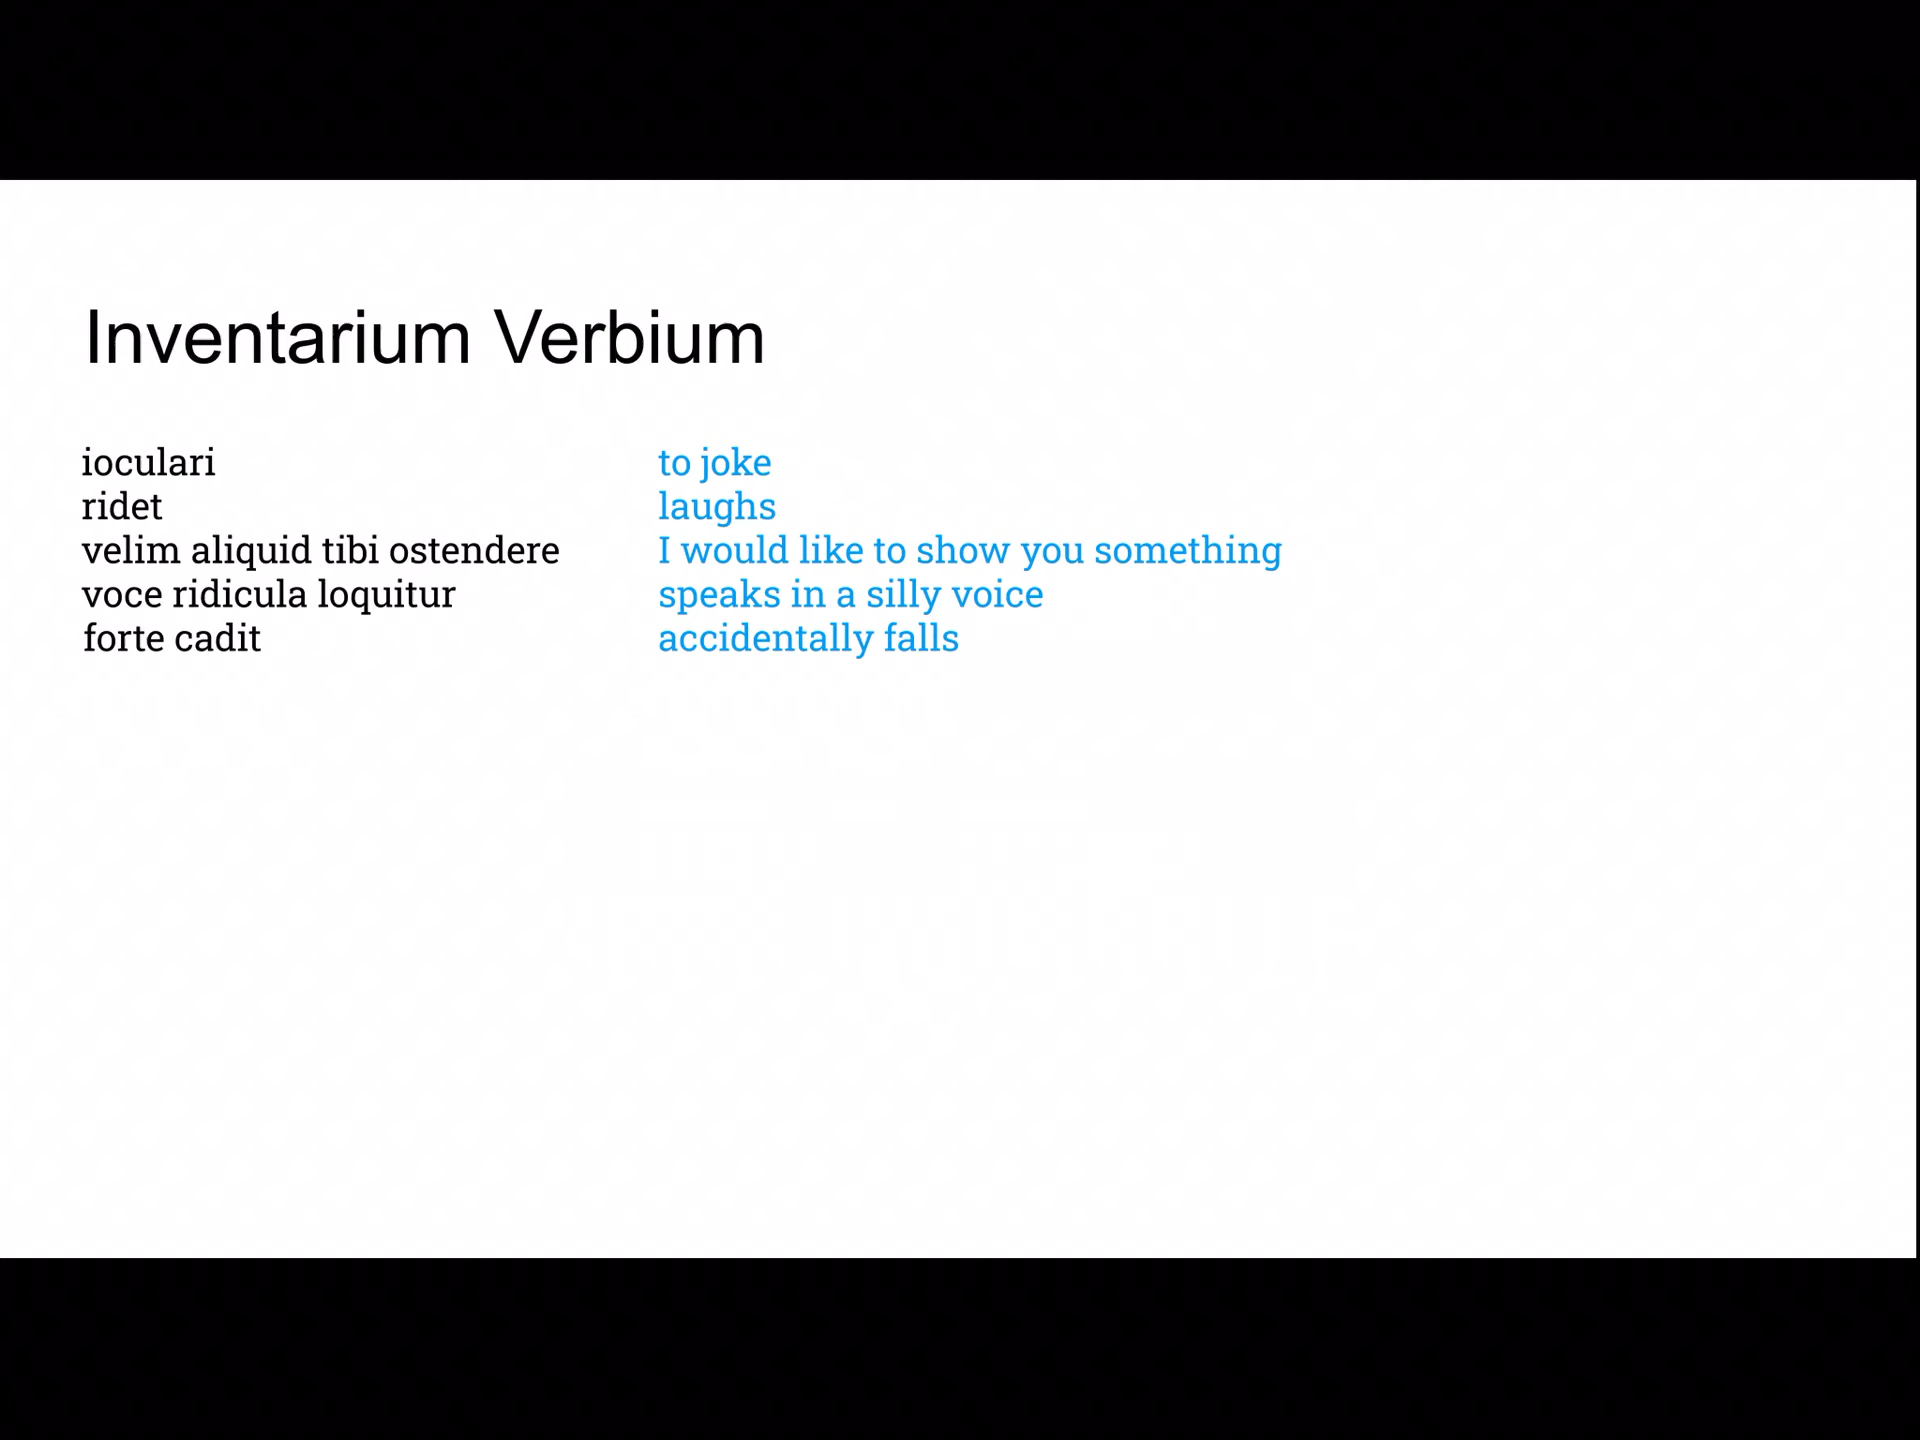 Inventarium Verbium
ioculari to joke
ridet laughs
velim aliquid tibi ostendere I would like to show you something
voce ridicula loquitur speaks in a silly voice
forte cadit accidentally falls